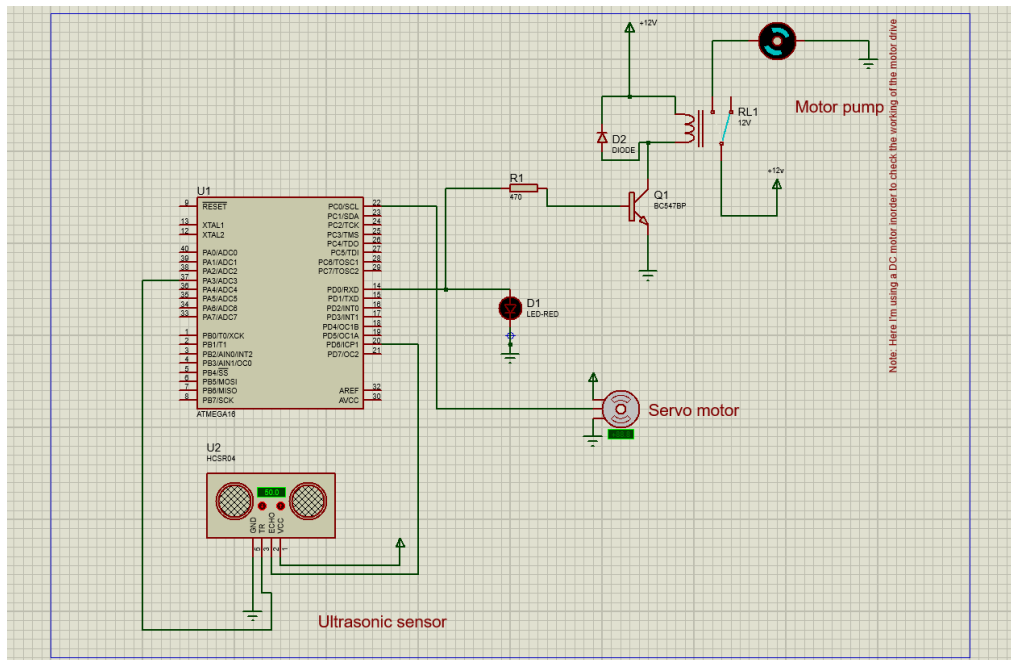 +12V
Motor pump
RL1
12V
D2
DIODE
+12v
R1
470
Q1
BC547BP
Note: Here I'm using a DC motor inorder to check the working of the motor drive
U1
9 RESET
13 XTAL1
12 XTAL2
40 PA0/ADC0
39 PA1/ADC1
38 PA2/ADC2
37 PA3/ADC3
36 PA4/ADC4
35 PA5/ADC5
34 PA6/ADC6
33 PA7/ADC7
1 PB0/T0/XCK
2 PB1/T1
3 PB2/AIN0/INT2
4 PB3/AIN1/OC0
5 PB4/SS
6 PB5/MOSI
7 PB6/MISO
8 PB7/SCK
PC0/SCL 22
PC1/SDA 23
PC2/TCK 24
PC3/TMS 25
PC4/TDO 26
PC5/TDI 27
PC6/TOSC1 28
PC7/TOSC2 29
PD0/RXD 14
PD1/TXD 15
PD2/INT0 16
PD3/INT1 17
PD4/OC1B 18
PD5/OC1A 19
PD6/ICP1 20
PD7/OC2 21
AREF 32
AVCC 30
ATMEGA16
D1
LED-RED
Servo motor
U2
HCSR04
50.0
GND
TR
ECHO
VCC
5
3
2
1
Ultrasonic sensor